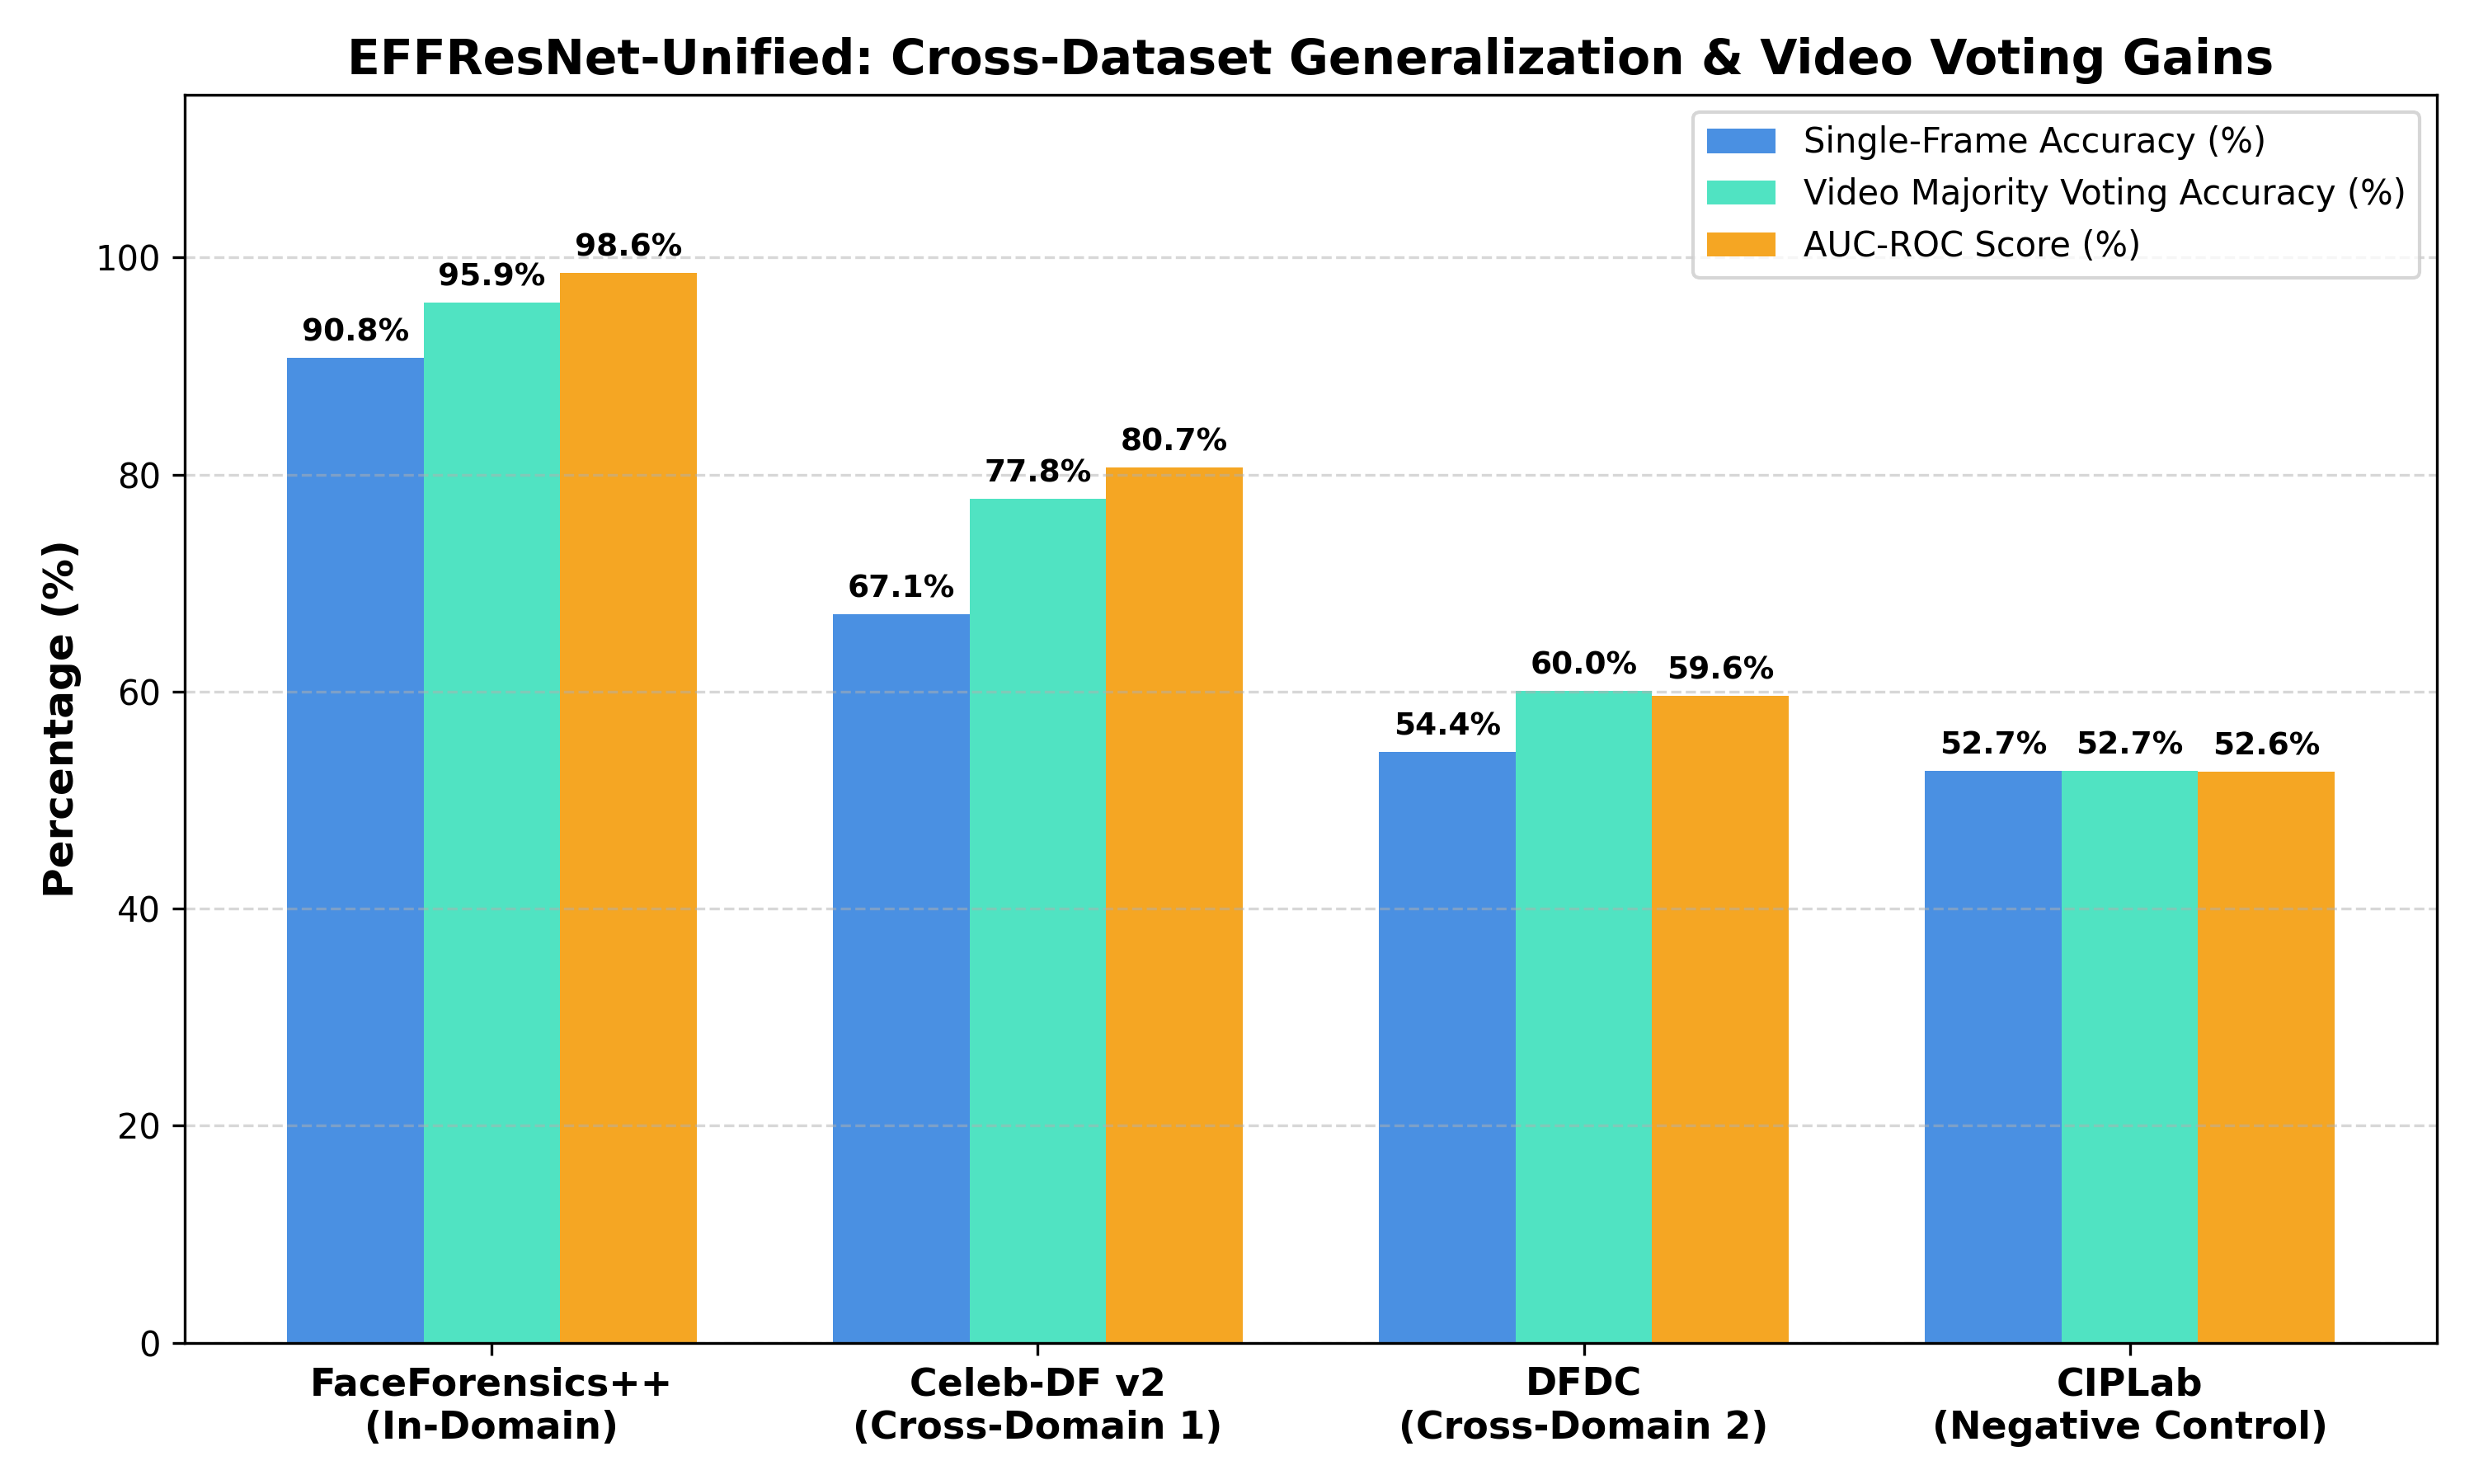 EFFResNet-Unified: Cross-Dataset Generalization & Video Voting Gains
Single-Frame Accuracy (%)
Video Majority Voting Accuracy (%)
AUC-ROC Score (%)
Percentage (%)
100
80
60
40
20
0
90.8%
95.9%
98.6%
67.1%
77.8%
80.7%
54.4%
60.0%
59.6%
52.7%
52.7%
52.6%
FaceForensics++
(In-Domain)
Celeb-DF v2
(Cross-Domain 1)
DFDC
(Cross-Domain 2)
CIPLab
(Negative Control)